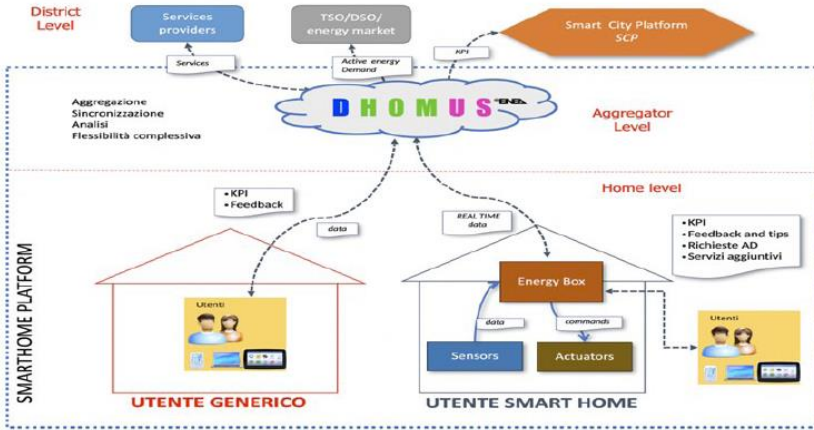 District
Level
Services
providers
TSO/DSO/
energy market
Smart City Platform
SCP
Services
Active energy
Demand
KPI
DHOMUS ENEA
Aggregazione
Sincronizzazione
Analisi
Flessibilità complessiva
Aggregator
Level
Home level
SMARTHOME PLATFORM
• KPI
• Feedback
data
REAL TIME
data
• KPI
• Feedback and tips
• Richieste AD
• Servizi aggiuntivi
Utenti
Energy Box
data
commands
Sensors
Actuators
Utenti
UTENTE GENERICO
UTENTE SMART HOME